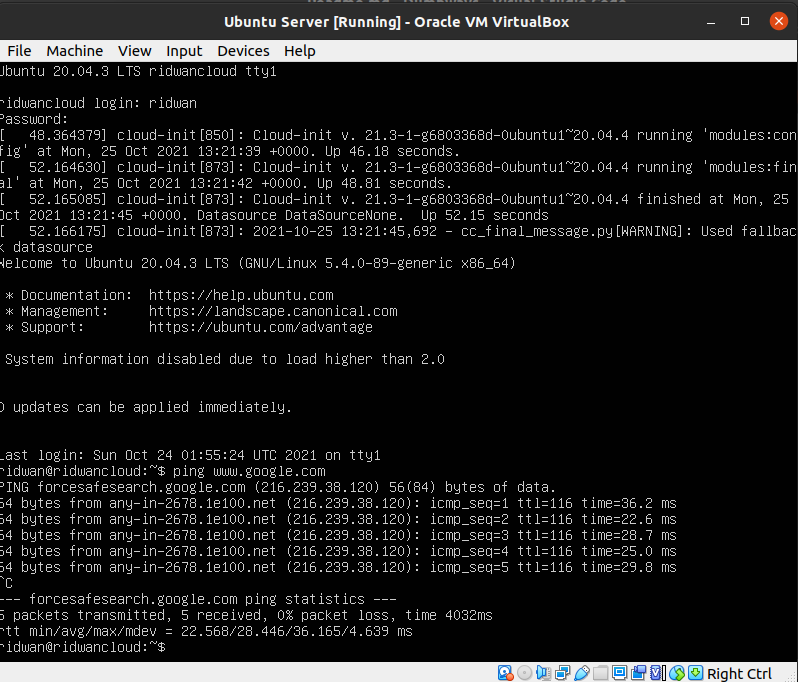 Ubuntu Server [Running] - Oracle VM VirtualBox
File Machine View Input Devices Help
Ubuntu 20.04.3 LTS ridwancloud tty1
ridwancloud login: ridwan
Password:
[   48.364379] cloud-init[850]: Cloud-init v. 21.3-1-g6803368d-0ubuntu1~20.04.4 running 'modules:con
fig' at Mon, 25 Oct 2021 13:21:39 +0000. Up 46.18 seconds.
[   52.164630] cloud-init[873]: Cloud-init v. 21.3-1-g6803368d-0ubuntu1~20.04.4 running 'modules:fin
al' at Mon, 25 Oct 2021 13:21:42 +0000. Up 48.81 seconds.
[   52.165085] cloud-init[873]: Cloud-init v. 21.3-1-g6803368d-0ubuntu1~20.04.4 finished at Mon, 25
Oct 2021 13:21:45 +0000. Datasource DataSourceNone.  Up 52.15 seconds
[   52.166175] cloud-init[873]: 2021-10-25 13:21:45,692 - cc_final_message.py[WARNING]: Used fallbac
k datasource
Welcome to Ubuntu 20.04.3 LTS (GNU/Linux 5.4.0-89-generic x86_64)
* Documentation:  https://help.ubuntu.com
* Management:     https://landscape.canonical.com
* Support:        https://ubuntu.com/advantage
System information disabled due to load higher than 2.0
0 updates can be applied immediately.
Last login: Sun Oct 24 01:55:24 UTC 2021 on tty1
ridwan@ridwancloud:~$ ping www.google.com
PING forcesafesearch.google.com (216.239.38.120) 56(84) bytes of data.
64 bytes from any-in-2678.1e100.net (216.239.38.120): icmp_seq=1 ttl=116 time=36.2 ms
64 bytes from any-in-2678.1e100.net (216.239.38.120): icmp_seq=2 ttl=116 time=22.6 ms
64 bytes from any-in-2678.1e100.net (216.239.38.120): icmp_seq=3 ttl=116 time=28.7 ms
64 bytes from any-in-2678.1e100.net (216.239.38.120): icmp_seq=4 ttl=116 time=25.0 ms
64 bytes from any-in-2678.1e100.net (216.239.38.120): icmp_seq=5 ttl=116 time=29.8 ms
^C
--- forcesafesearch.google.com ping statistics ---
5 packets transmitted, 5 received, 0% packet loss, time 4032ms
rtt min/avg/max/mdev = 22.568/28.446/36.165/4.639 ms
ridwan@ridwancloud:~$
Right Ctrl